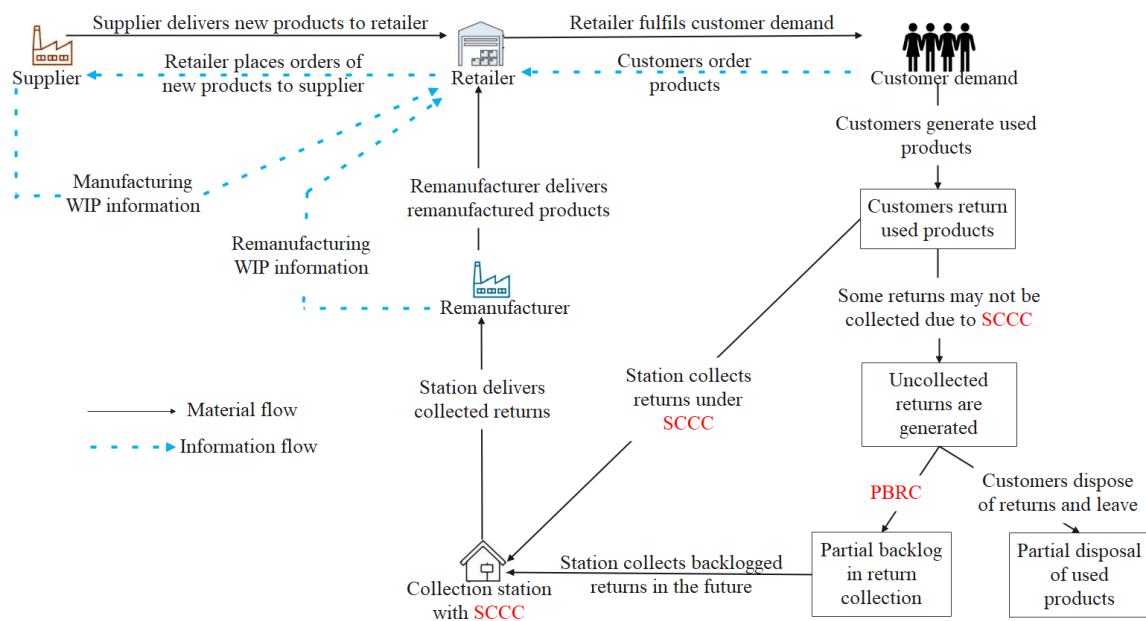 Supplier delivers new products to retailer
Retailer fulfils customer demand
Supplier
Retailer places orders of
new products to supplier
Retailer
Customers order
products
Customer demand
Customers generate used
products
Manufacturing
WIP information
Remanufacturer delivers
remanufactured products
Customers return
used products
Remanufacturing
WIP information
Remanufacturer
Some returns may not be
collected due to SCCC
Station delivers
collected returns
Station collects
returns under
SCCC
Uncollected
returns are
generated
Material flow
Information flow
PBRC
Customers dispose
of returns and leave
Collection station
with SCCC
Station collects backlogged
returns in the future
Partial backlog
in return
collection
Partial disposal
of used
products